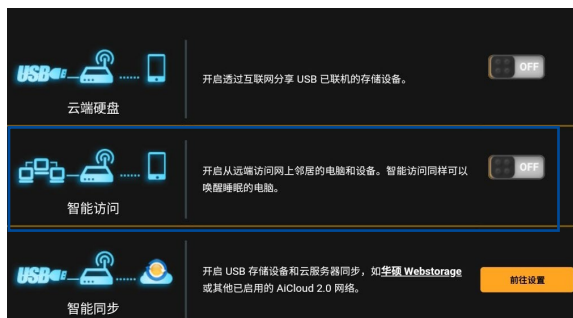 USB
云端硬盘
开启透过互联网分享 USB 已联机的存储设备。
OFF
智能访问
开启从远端访问网上邻居的电脑和设备。智能访问同样可以
唤醒睡眠的电脑。
OFF
USB
智能同步
开启 USB 存储设备和云服务器同步，如华硕 Webstorage
或其他已启用的 AiCloud 2.0 网络。
前往设置